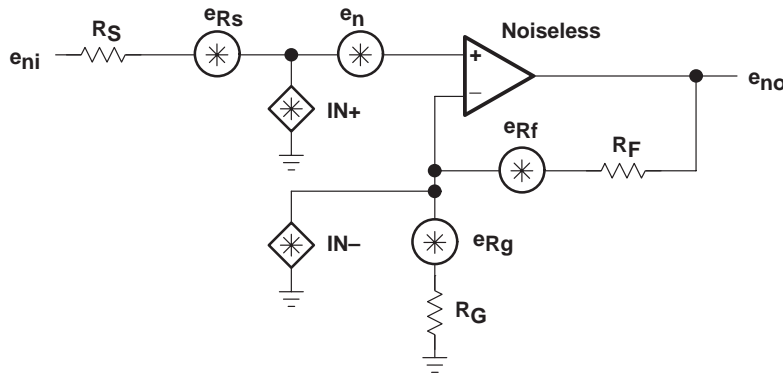 eRs
en
Noiseless
RS
eni
+
eno
IN+
−
eRf
RF
IN−
eRg
RG